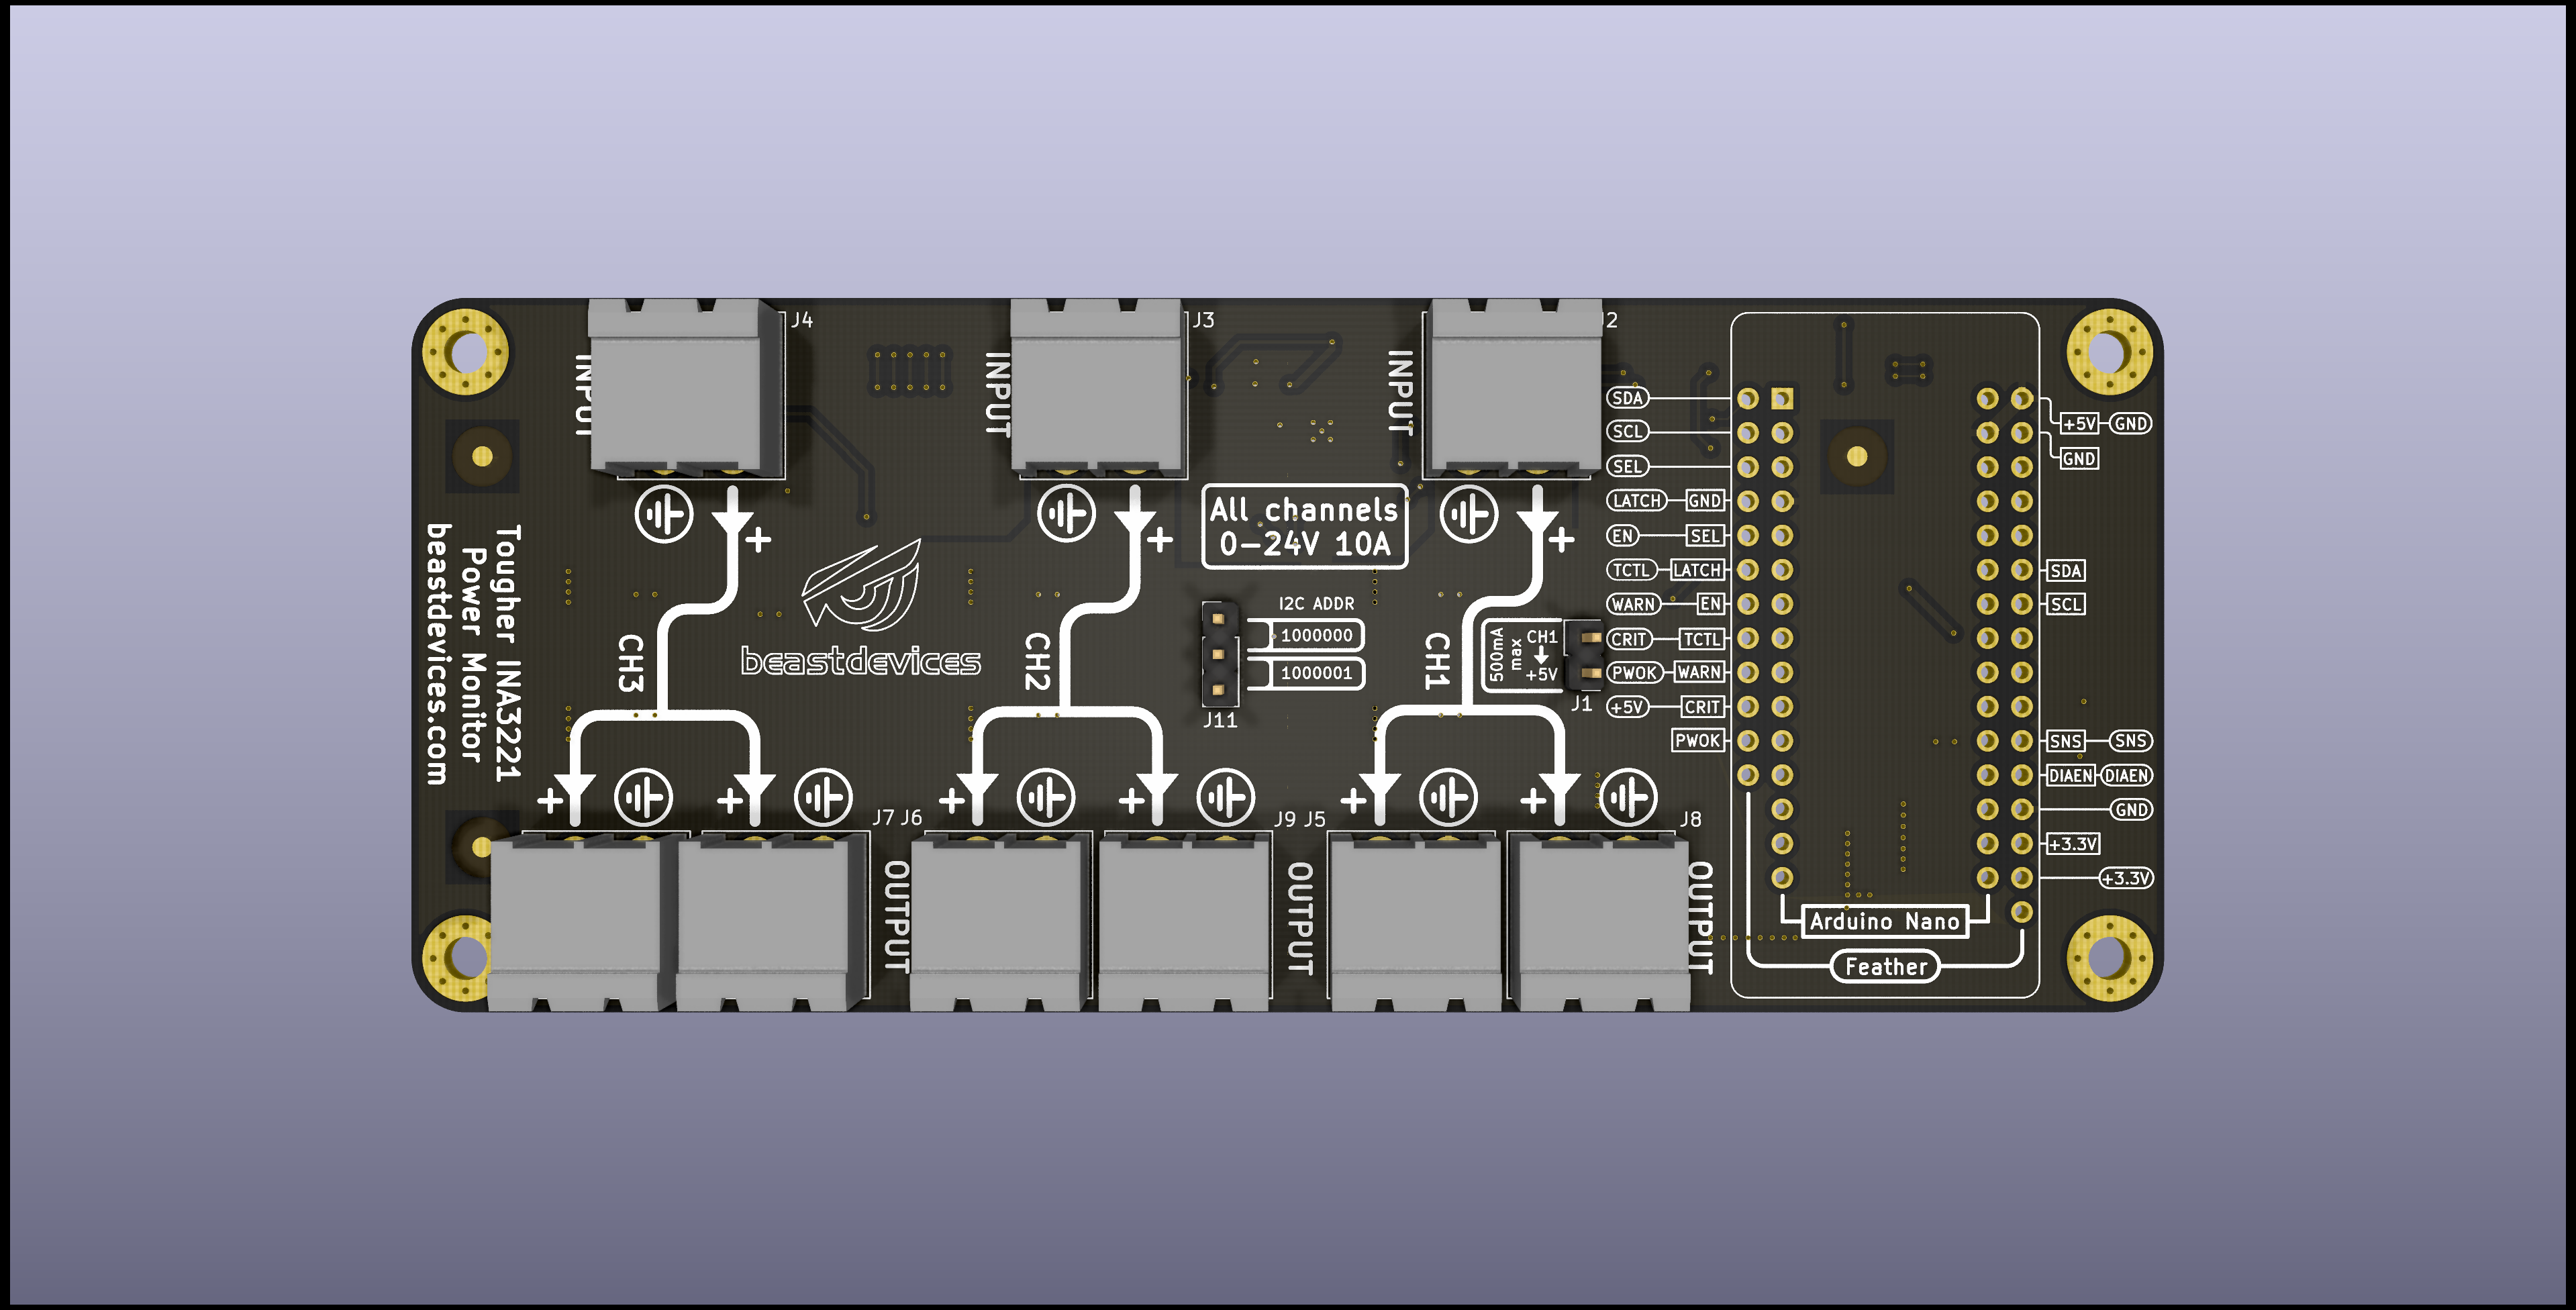 J4
J3
J2
INPUT
INPUT
INPUT
SDA
SCL
SEL
LATCH GND
EN SEL
TCTL LATCH
WARN EN
CRIT TCTL
PWOK WARN
+5V CRIT
PWOK
+5V GND
GND
SDA
SCL
SNS SNS
DIAEN DIAEN
GND
+3.3V
+3.3V
All channels
0-24V 10A
+
+
+
Tougher INA3221
Power Monitor
beastdevices.com
CH3
beastdevices
CH2
I2C ADDR
1000000
1000001
J11
CH1
500mA
max
CH1
+5V
J1
+
+
+
+
+
+
J7 J6
J9 J5
J8
OUTPUT
OUTPUT
OUTPUT
Arduino Nano
Feather